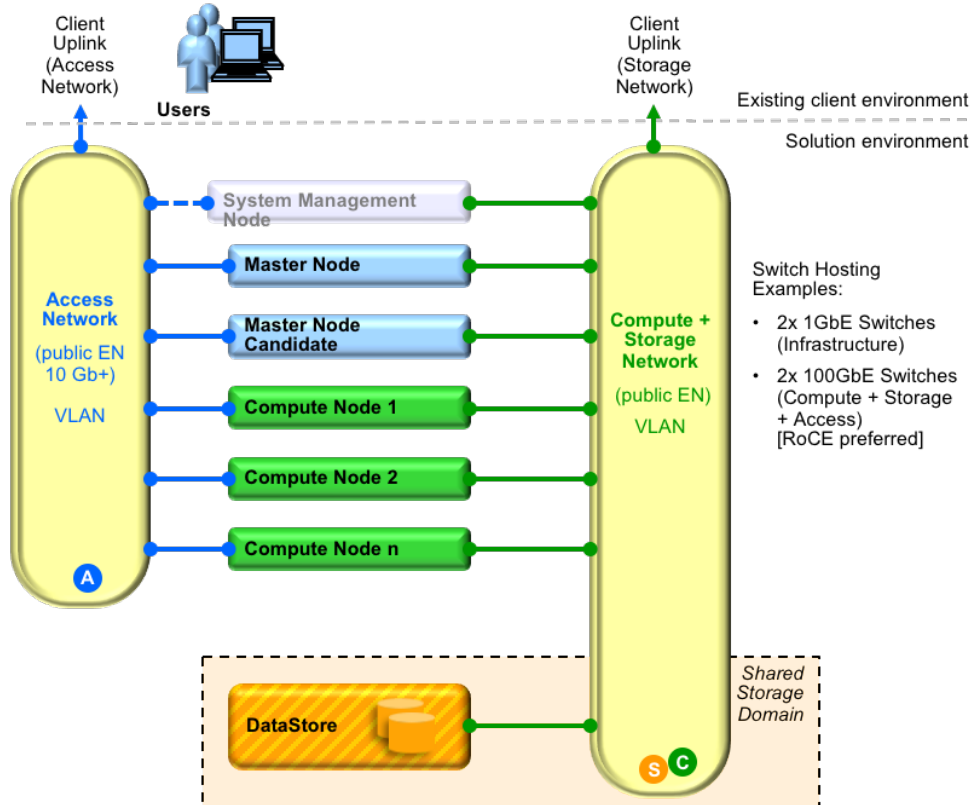 Client
Uplink
(Access
Network)
Users
Client
Uplink
(Storage
Network)
Existing client environment
Solution environment
System Management
Node
Master Node
Master Node
Candidate
Compute Node 1
Compute Node 2
Compute Node n
Access
Network
(public EN
10 Gb+)
VLAN
A
Compute +
Storage
Network
(public EN)
VLAN
Switch Hosting
Examples:
• 2x 1GbE Switches
(Infrastructure)
• 2x 100GbE Switches
(Compute + Storage
+ Access)
[RoCE preferred]
Shared
Storage
Domain
DataStore
S
C